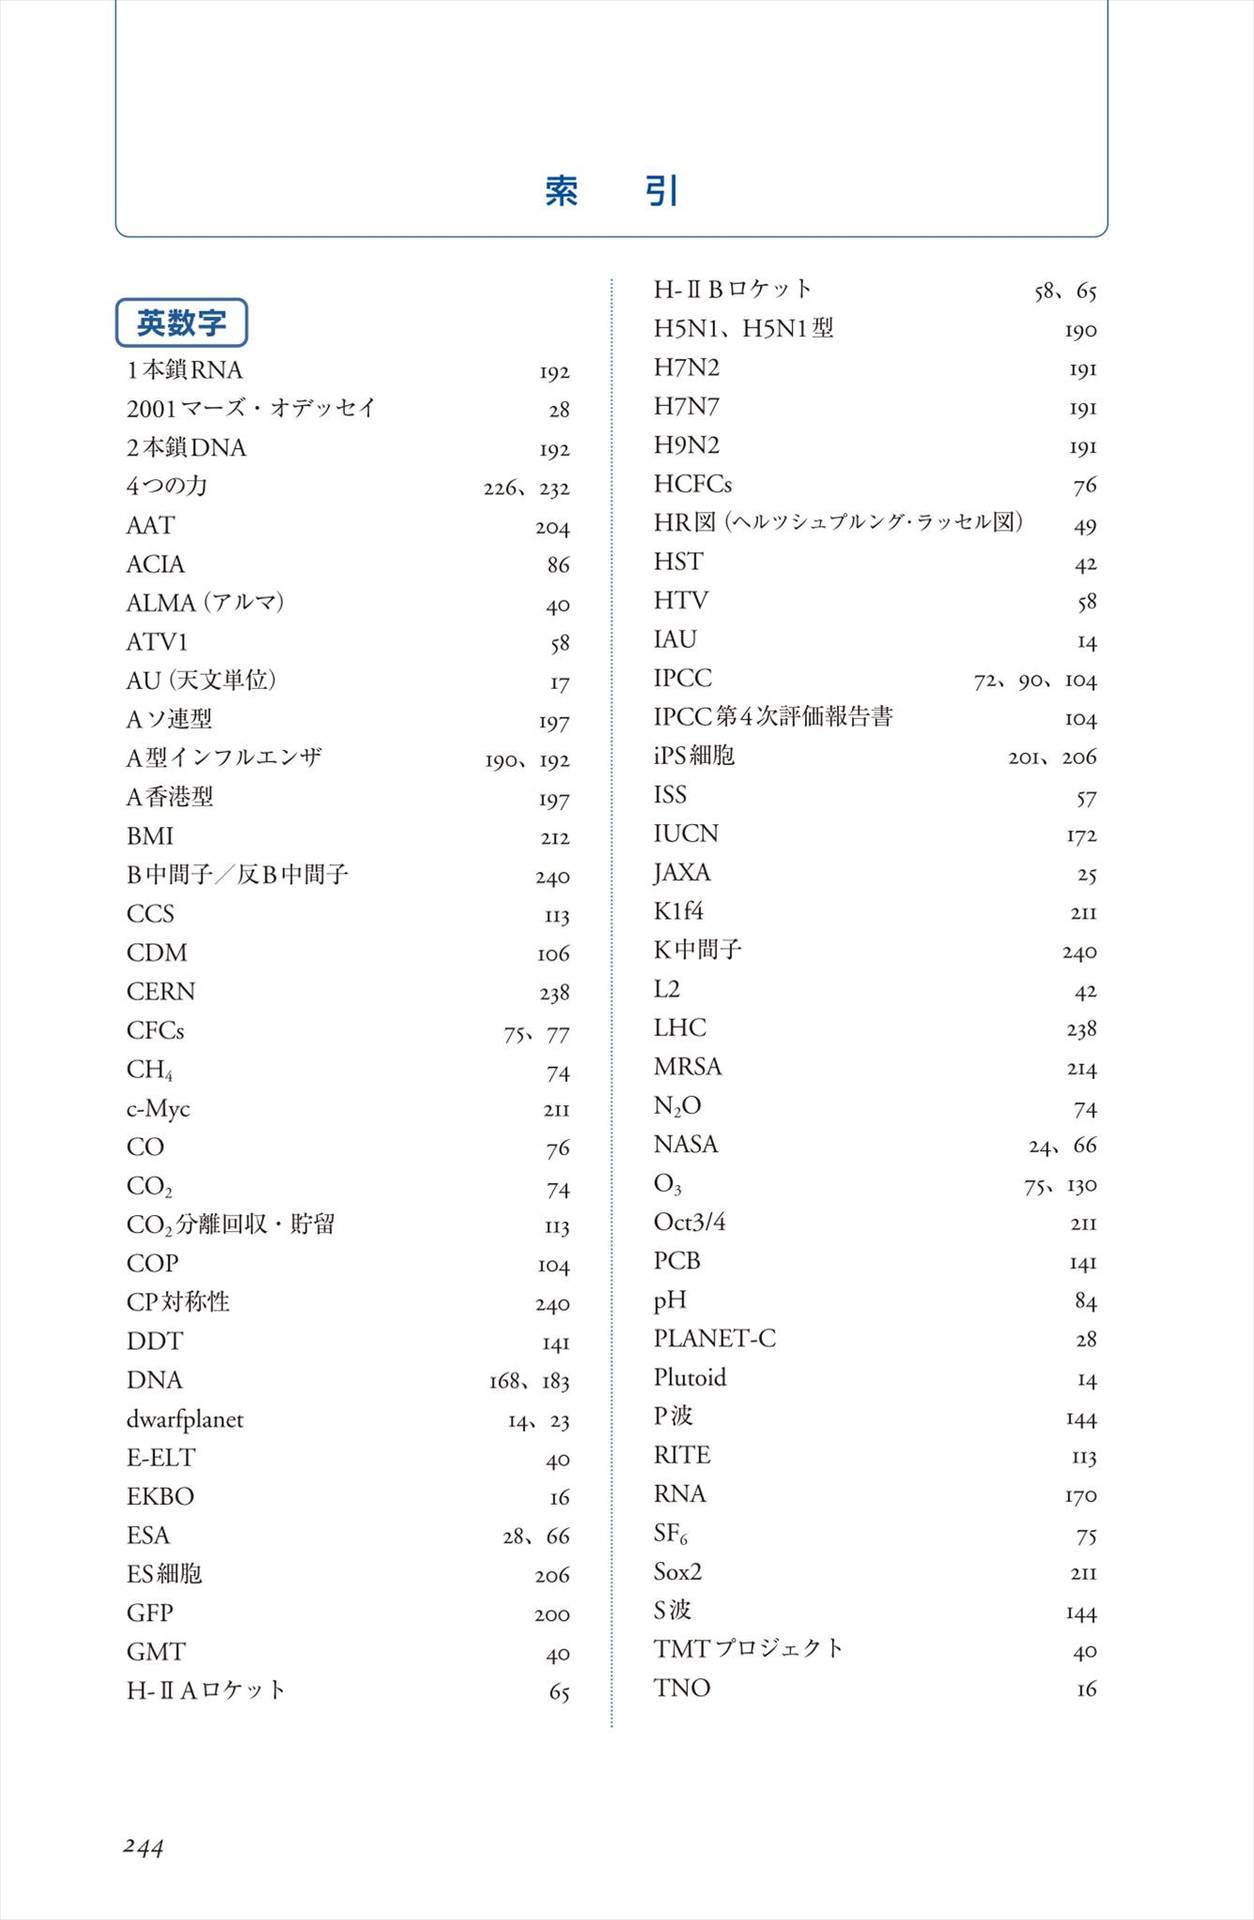 索　引
英数字
1本鎖RNA 192
2001マーズ・オデッセイ 28
2本鎖DNA 192
4つの力 226、232
AAT 204
ACIA 86
ALMA（アルマ） 40
ATV1 58
AU（天文単位） 17
Aソ連型 197
A型インフルエンザ 190、192
A香港型 197
BMI 212
B中間子／反B中間子 240
CCS 113
CDM 106
CERN 238
CFCs 75、77
CH₄ 74
c-Myc 211
CO 76
CO₂ 74
CO₂分離回収・貯留 113
COP 104
CP対称性 240
DDT 141
DNA 168、183
dwarfplanet 14、23
E-ELT 40
EKBO 16
ESA 28、66
ES細胞 206
GFP 200
GMT 40
H-ⅡAロケット 65
H-ⅡBロケット 58、65
H5N1、H5N1型 190
H7N2 191
H7N7 191
H9N2 191
HCFCs 76
HR図（ヘルツシュプルング・ラッセル図） 49
HST 42
HTV 58
IAU 14
IPCC 72、90、104
IPCC第4次評価報告書 104
iPS細胞 201、206
ISS 57
IUCN 172
JAXA 25
K1f4 211
K中間子 240
L2 42
LHC 238
MRSA 214
N₂O 74
NASA 24、66
O₃ 75、130
Oct3/4 211
PCB 141
pH 84
PLANET-C 28
Plutoid 14
P波 144
RITE 113
RNA 170
SF₆ 75
Sox2 211
S波 144
TMTプロジェクト 40
TNO 16
244